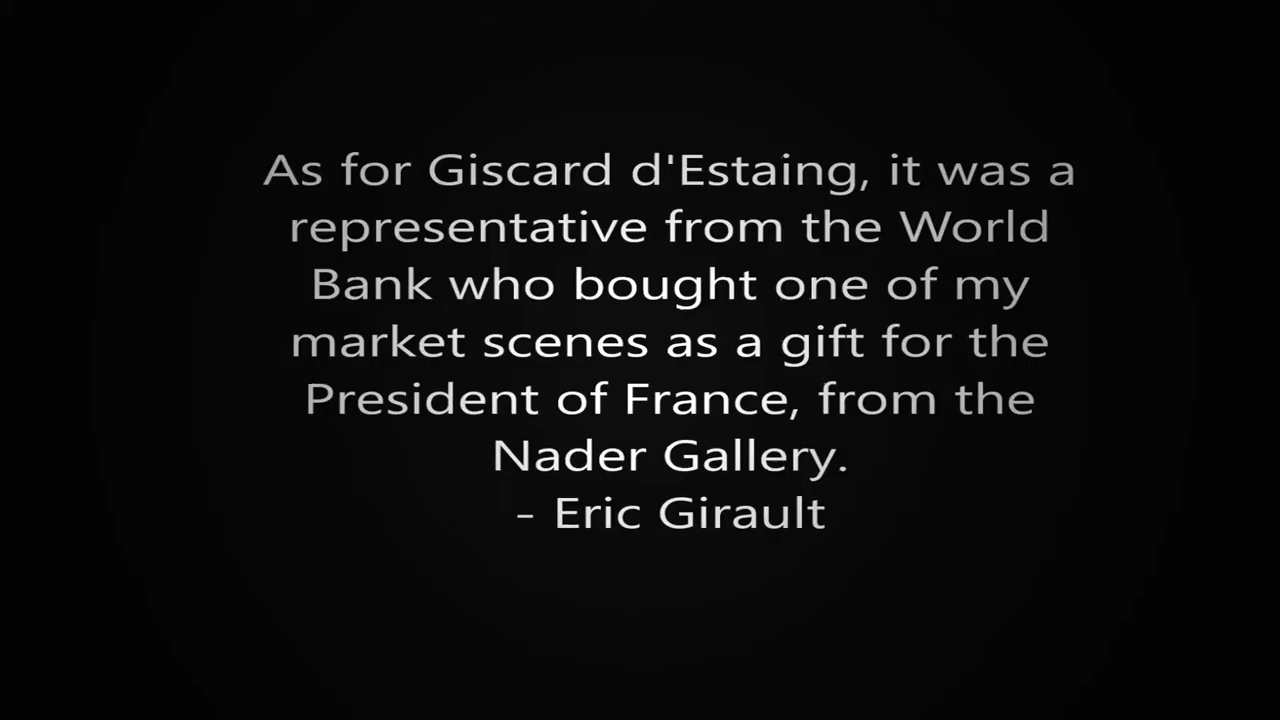 As for Giscard d'Estaing, it was a
representative from the World
Bank who bought one of my
market scenes as a gift for the
President of France, from the
Nader Gallery.
- Eric Girault